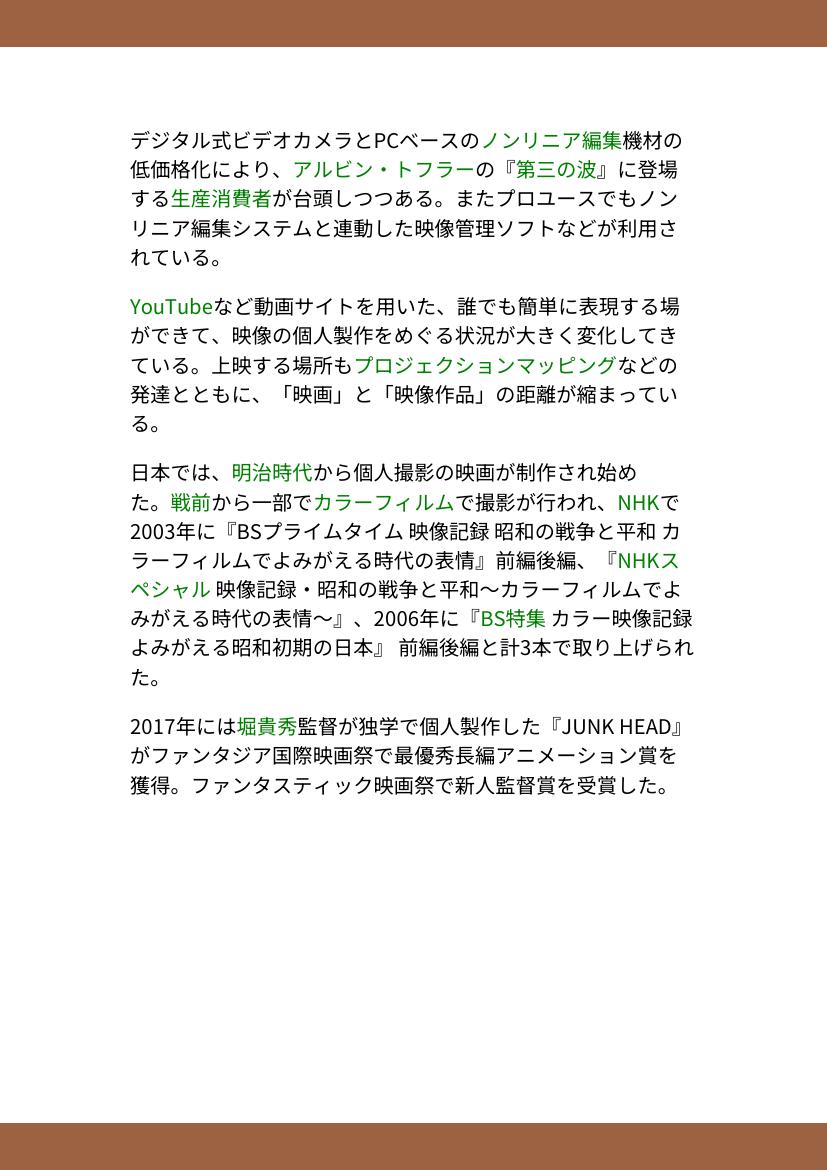 デジタル式ビデオカメラとPCベースのノンリニア編集機材の
低価格化により、アルビン・トフラーの『第三の波』に登場
する生産消費者が台頭しつつある。またプロユースでもノン
リニア編集システムと連動した映像管理ソフトなどが利用さ
れている。
YouTubeなど動画サイトを用いた、誰でも簡単に表現する場
ができて、映像の個人製作をめぐる状況が大きく変化してき
ている。上映する場所もプロジェクションマッピングなどの
発達とともに、「映画」と「映像作品」の距離が縮まってい
る。
日本では、明治時代から個人撮影の映画が制作され始め
た。戦前から一部でカラーフィルムで撮影が行われ、NHKで
2003年に『BSプライムタイム 映像記録 昭和の戦争と平和 カ
ラーフィルムでよみがえる時代の表情』前編後編、『NHKス
ペシャル 映像記録・昭和の戦争と平和〜カラーフィルムでよ
みがえる時代の表情〜』、2006年に『BS特集 カラー映像記録
よみがえる昭和初期の日本』 前編後編と計3本で取り上げられ
た。
2017年には堀貴秀監督が独学で個人製作した『JUNK HEAD』
がファンタジア国際映画祭で最優秀長編アニメーション賞を
獲得。ファンタスティック映画祭で新人監督賞を受賞した。